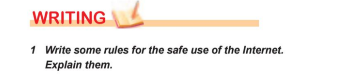 WRITING
1 Write some rules for the safe use of the Internet.
Explain them.